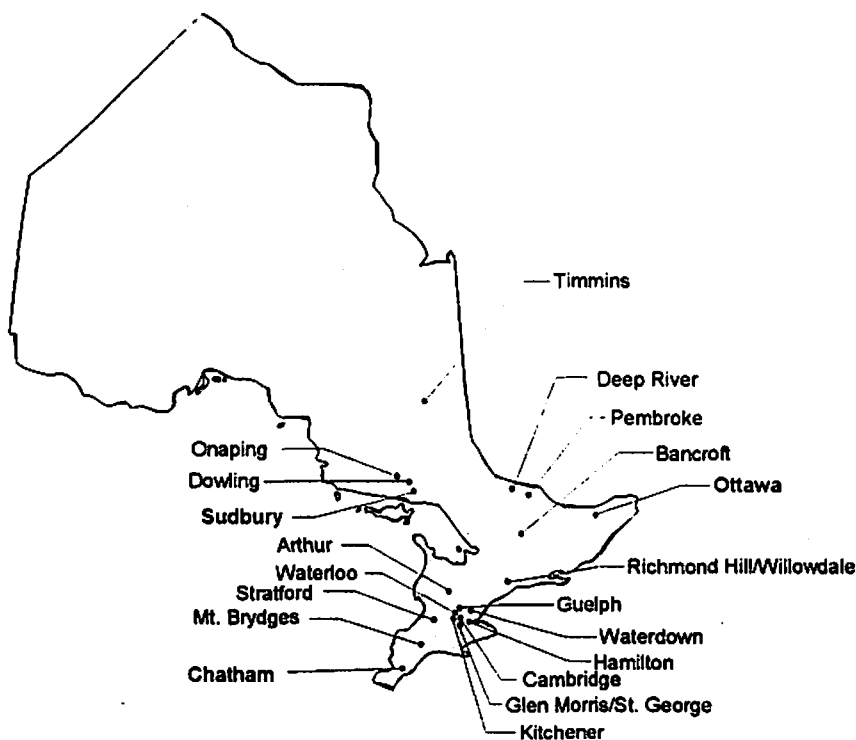 Timmins
Deep River
Pembroke
Bancroft
Ottawa
Onaping
Dowling
Sudbury
Arthur
Waterloo
Stratford
Mt. Brydges
Chatham
Richmond Hill/Willowdale
Guelph
Waterdown
Hamilton
Cambridge
Glen Morris/St. George
Kitchener